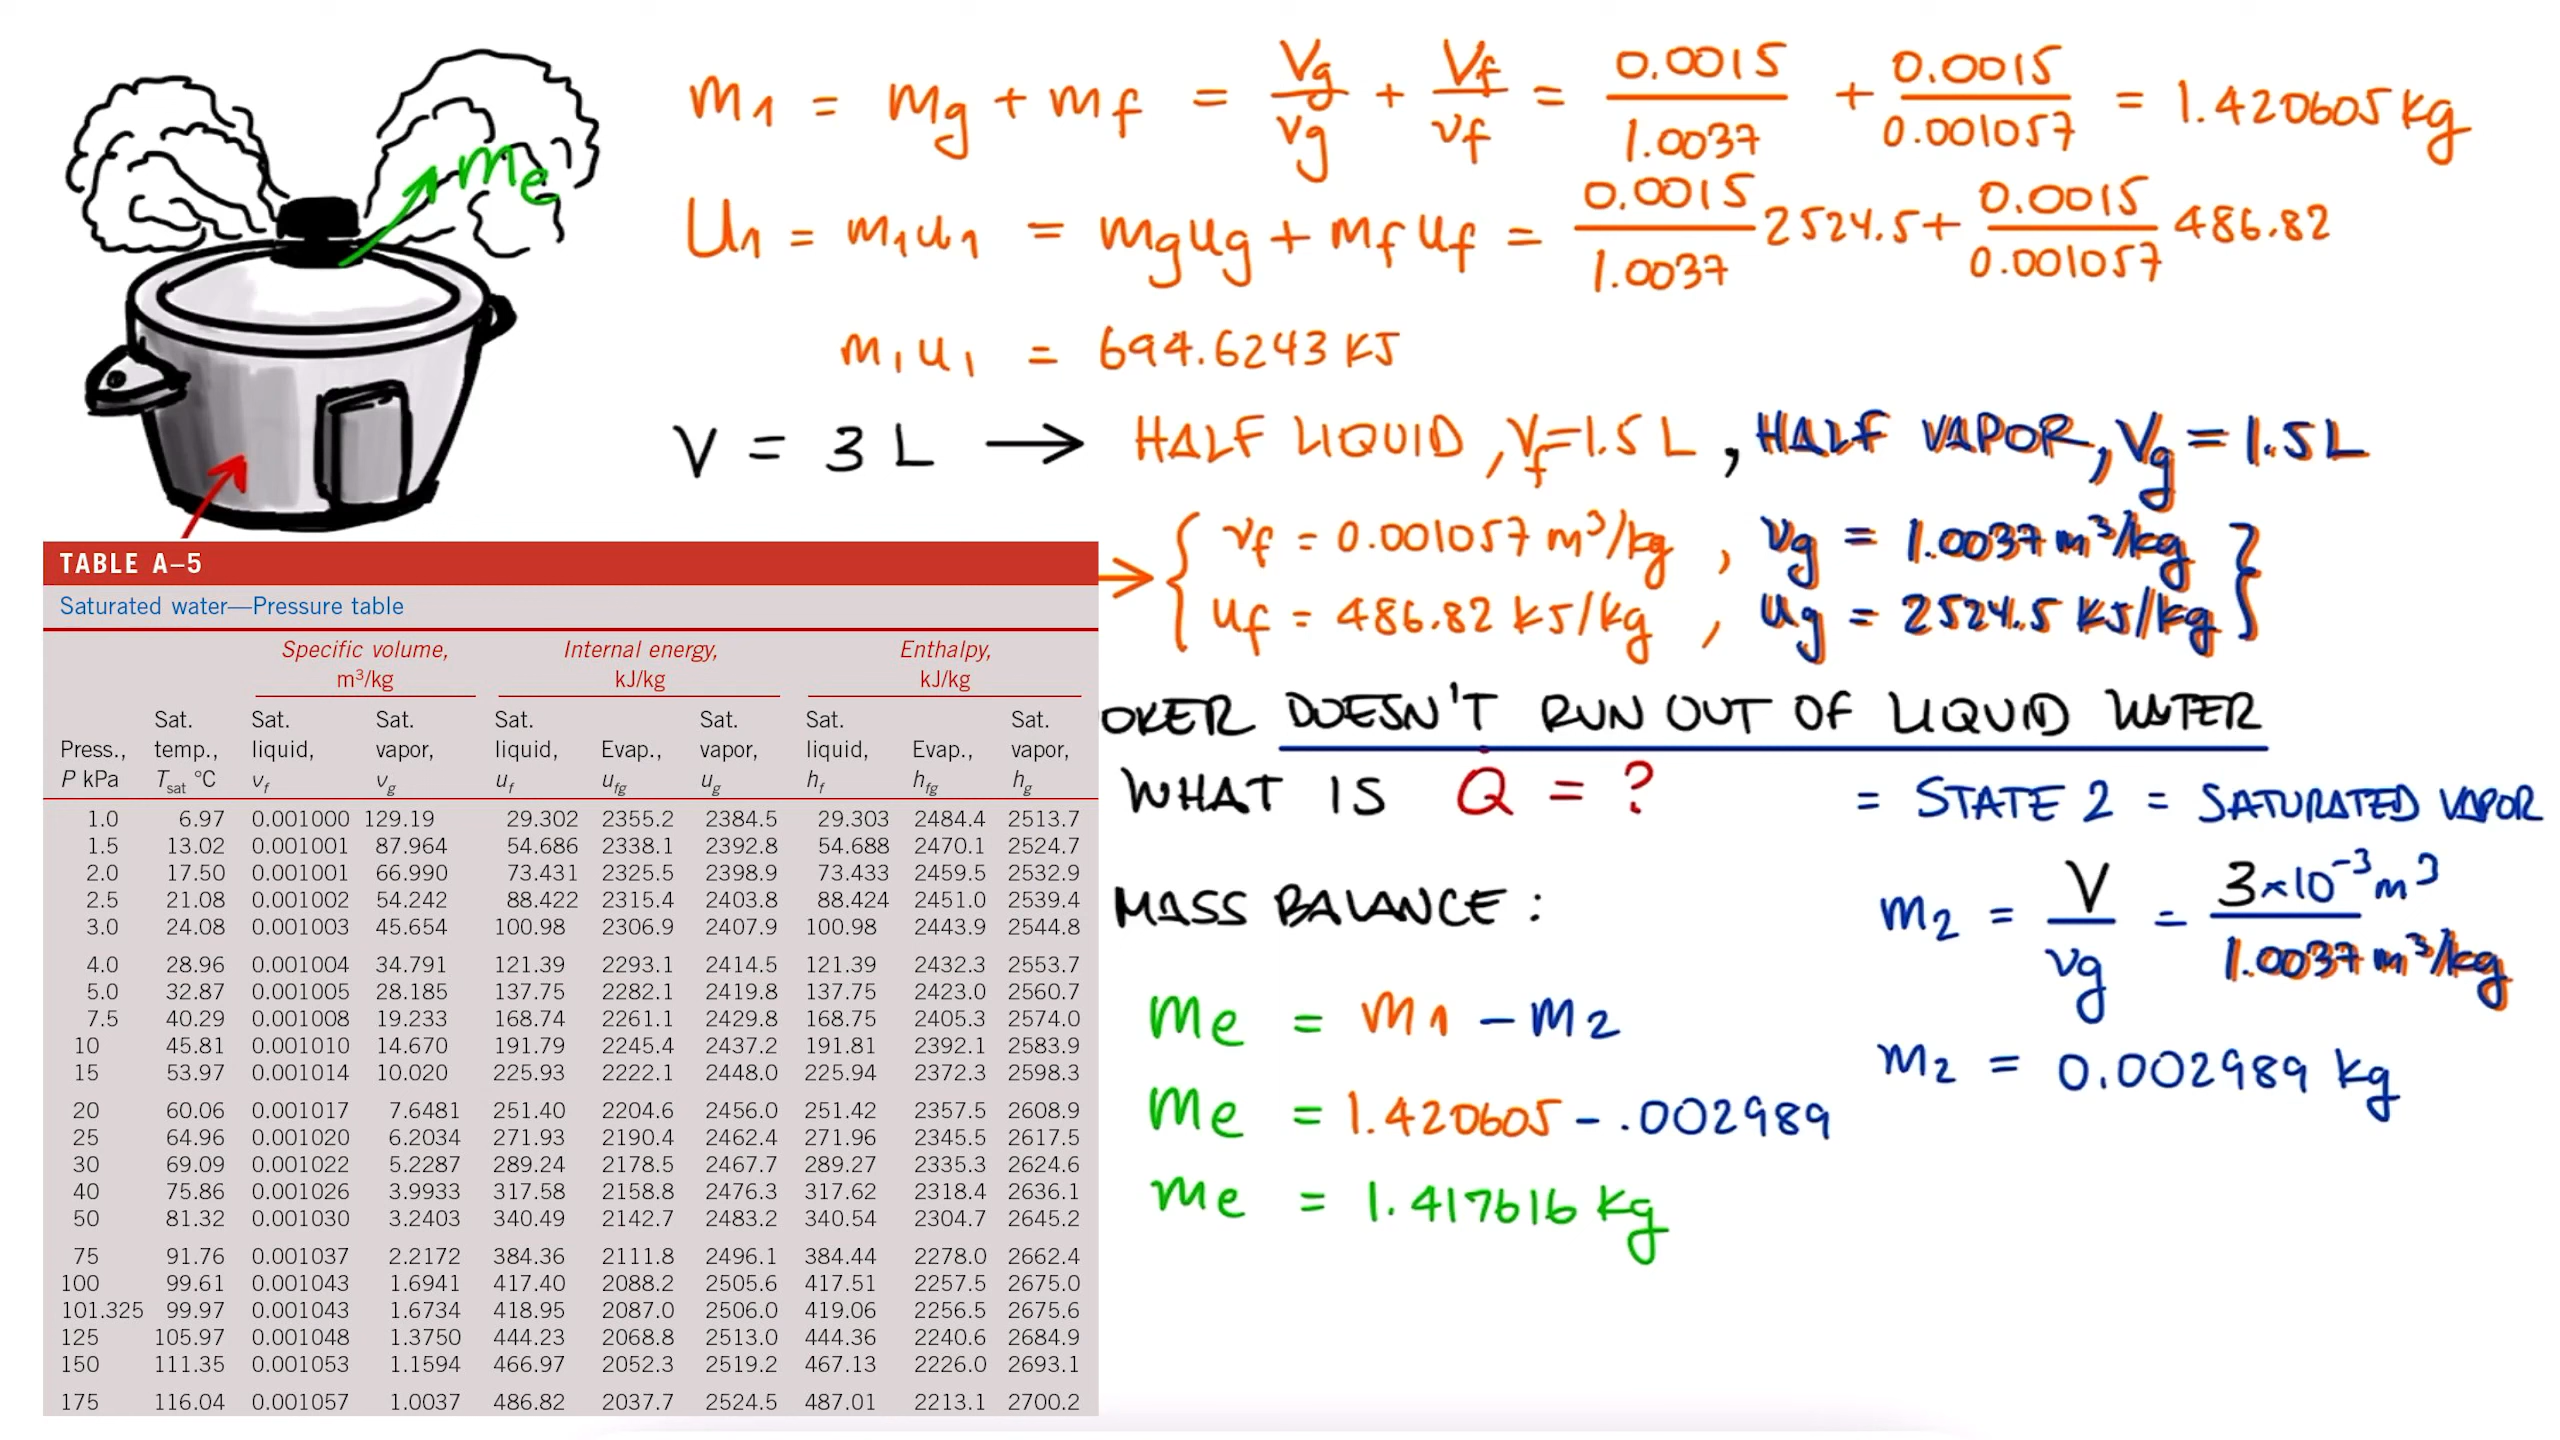 m1 = mg + mf = Vg/vg + Vf/vf = 0.0015/1.0037 + 0.0015/0.001057 = 1.420605 kg
me
U1 = m1u1 = mgug + mfuf = 0.0015/1.0037 2524.5 + 0.0015/0.001057 486.82
m1u1 = 694.6243 KJ
V = 3 L → HALF LIQUID, Vf=1.5 L, HALF VAPOR, Vg = 1.5L
→ { vf = 0.001057 m³/kg , vg = 1.0037 m³/kg }
uf = 486.82 kJ/kg , ug = 2524.5 KJ/kg
OKER DOESN'T RUN OUT OF LIQUID WATER
WHAT IS Q = ?
= STATE 2 = SATURATED VAPOR
MASS BALANCE :
m2 = V/vg = 3×10⁻³ m³/1.0037 m³/kg
m2 = 0.002989 kg
me = m1 - m2
me = 1.420605 - .002989
me = 1.417616 kg
TABLE A–5
Saturated water—Pressure table
Specific volume, Internal energy, Enthalpy,
m³/kg kJ/kg kJ/kg
Sat. Sat. Sat. Sat. Sat. Sat. Sat.
Press., temp., liquid, vapor, liquid, Evap., vapor, liquid, Evap., vapor,
P kPa Tsat °C vf vg uf ufg ug hf hfg hg
1.0 6.97 0.001000 129.19 29.302 2355.2 2384.5 29.303 2484.4 2513.7
1.5 13.02 0.001001 87.964 54.686 2338.1 2392.8 54.688 2470.1 2524.7
2.0 17.50 0.001001 66.990 73.431 2325.5 2398.9 73.433 2459.5 2532.9
2.5 21.08 0.001002 54.242 88.422 2315.4 2403.8 88.424 2451.0 2539.4
3.0 24.08 0.001003 45.654 100.98 2306.9 2407.9 100.98 2443.9 2544.8
4.0 28.96 0.001004 34.791 121.39 2293.1 2414.5 121.39 2432.3 2553.7
5.0 32.87 0.001005 28.185 137.75 2282.1 2419.8 137.75 2423.0 2560.7
7.5 40.29 0.001008 19.233 168.74 2261.1 2429.8 168.75 2405.3 2574.0
10 45.81 0.001010 14.670 191.79 2245.4 2437.2 191.81 2392.1 2583.9
15 53.97 0.001014 10.020 225.93 2222.1 2448.0 225.94 2372.3 2598.3
20 60.06 0.001017 7.6481 251.40 2204.6 2456.0 251.42 2357.5 2608.9
25 64.96 0.001020 6.2034 271.93 2190.4 2462.4 271.96 2345.5 2617.5
30 69.09 0.001022 5.2287 289.24 2178.5 2467.7 289.27 2335.3 2624.6
40 75.86 0.001026 3.9933 317.58 2158.8 2476.3 317.62 2318.4 2636.1
50 81.32 0.001030 3.2403 340.49 2142.7 2483.2 340.54 2304.7 2645.2
75 91.76 0.001037 2.2172 384.36 2111.8 2496.1 384.44 2278.0 2662.4
100 99.61 0.001043 1.6941 417.40 2088.2 2505.6 417.51 2257.5 2675.0
101.325 99.97 0.001043 1.6734 418.95 2087.0 2506.0 419.06 2256.5 2675.6
125 105.97 0.001048 1.3750 444.23 2068.8 2513.0 444.36 2240.6 2684.9
150 111.35 0.001053 1.1594 466.97 2052.3 2519.2 467.13 2226.0 2693.1
175 116.04 0.001057 1.0037 486.82 2037.7 2524.5 487.01 2213.1 2700.2